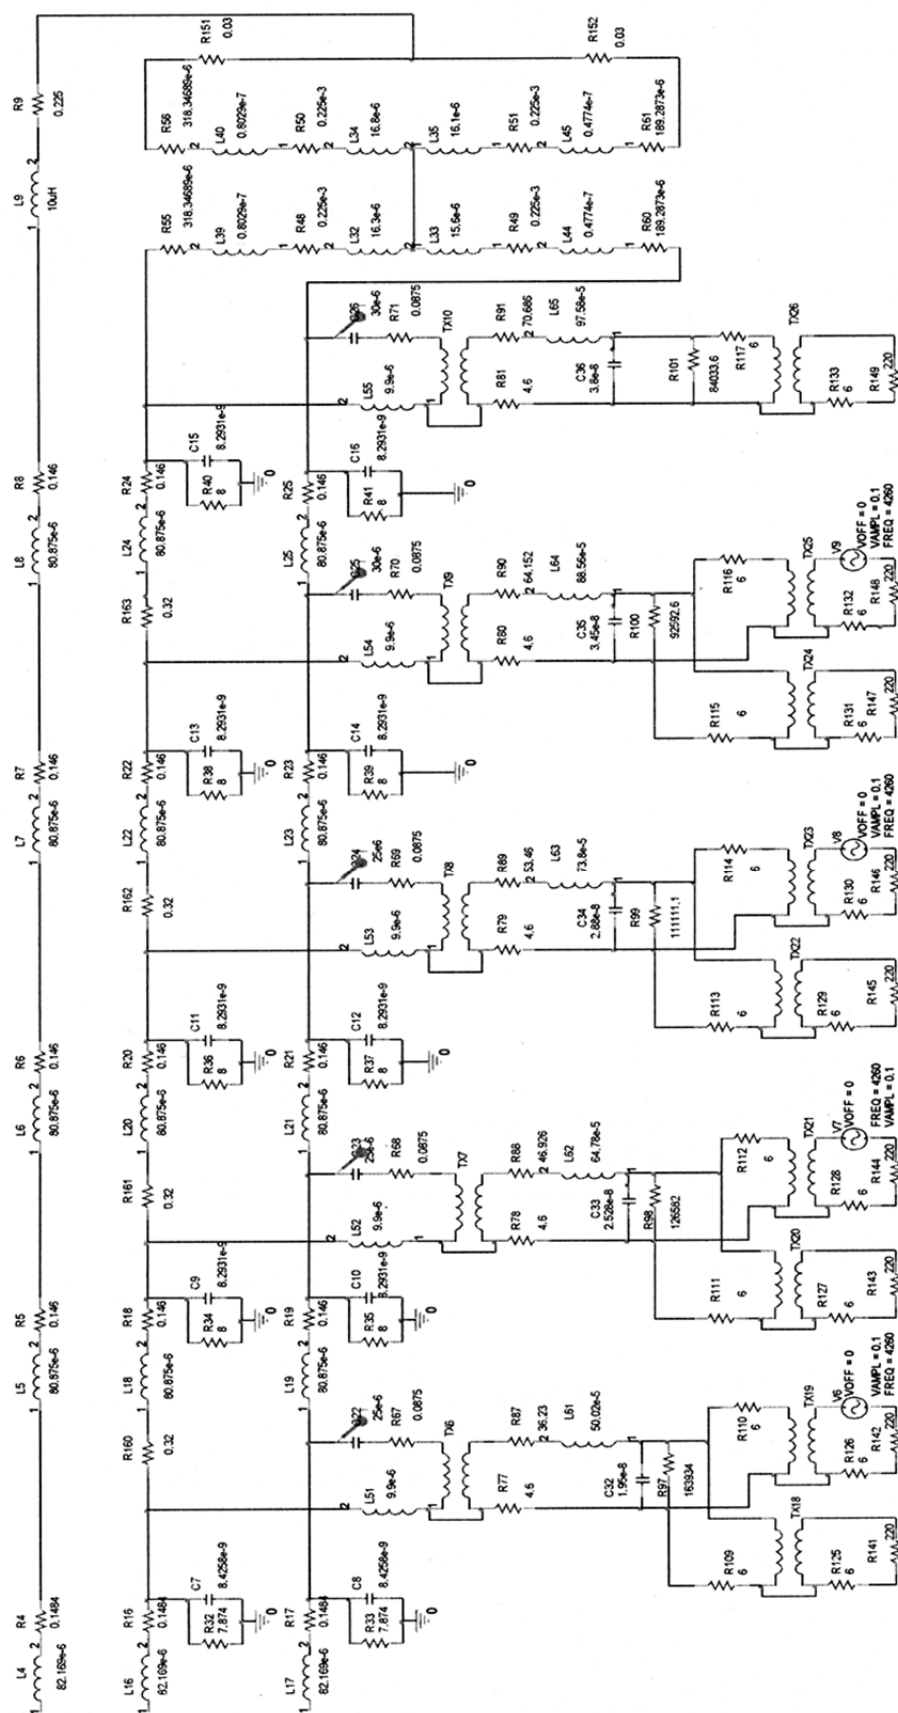 L4
82.169e-6
R4
0.1484
L5
80.875e-6
R5
0.146
L6
80.875e-6
R6
0.146
L7
80.875e-6
R7
0.146
L8
80.875e-6
R8
0.146
L9
10uH
R9
0.225
L16
82.169e-6
R16
0.1484
R32
7.874
C7
8.4258e-9
0
R160
0.32
L18
80.875e-6
R18
0.146
R34
8
C9
8.2931e-9
0
R161
0.32
L20
80.875e-6
R20
0.146
R36
8
C11
8.2931e-9
0
R162
0.32
L22
80.875e-6
R22
0.146
R38
8
C13
8.2931e-9
0
R163
0.32
L24
80.875e-6
R24
0.146
R40
8
C15
8.2931e-9
0
R55
318.34689e-6
L39
0.8029e-7
R48
0.225e-3
L32
16.3e-6
L33
15.6e-6
R49
0.225e-3
L44
0.4774e-7
R60
189.2873e-6
R56
318.34689e-6
L40
0.8029e-7
R50
0.225e-3
L34
16.8e-6
L35
16.1e-6
R51
0.225e-3
L45
0.4774e-7
R61
189.2873e-6
R151
0.03
R152
0.03
L17
82.169e-6
R17
0.1484
R33
7.874
C8
8.4258e-9
0
L19
80.875e-6
R19
0.146
R35
8
C10
8.2931e-9
0
L21
80.875e-6
R21
0.146
R37
8
C12
8.2931e-9
0
L23
80.875e-6
R23
0.146
R39
8
C14
8.2931e-9
0
L25
80.875e-6
R25
0.146
R41
8
C16
8.2931e-9
0
L51
9.9e-6
25e-6
R67
0.0875
TX6
R77
4.6
R87
36.23
L61
50.02e-5
C32
1.95e-8
R97
163934
R109
6
R110
6
TX18
TX19
R125
6
R141
220
R126
6
R142
220
V6
VOFF = 0
VAMPL = 0.1
FREQ = 4260
L52
9.9e-6
25e-6
R68
0.0875
TX7
R78
4.6
R88
46.926
L62
64.78e-5
C33
2.528e-8
R98
126582
R111
6
R112
6
TX20
TX21
R127
6
R143
220
R128
6
R144
220
V7
VOFF = 0
FREQ = 4260
VAMPL = 0.1
L53
9.9e-6
25e6
R69
0.0875
TX8
R79
4.6
R89
53.46
L63
73.8e-5
C34
2.88e-8
R99
111111.1
R113
6
R114
6
TX22
TX23
R129
6
R145
220
R130
6
R146
220
V8
VOFF = 0
VAMPL = 0.1
FREQ = 4260
L54
9.9e-6
30e-6
R70
0.0875
TX9
R80
4.6
R90
64.152
L64
88.56e-5
C35
3.45e-8
R100
92592.6
R115
6
R116
6
TX24
TX25
R131
6
R147
220
R132
6
R148
220
V9
VOFF = 0
VAMPL = 0.1
FREQ = 4260
L55
9.9e-6
30e-6
R71
0.0875
TX10
R81
4.6
R91
70.686
L65
97.58e-5
C36
3.8e-8
R101
84033.6
R117
6
TX26
R133
6
R149
220